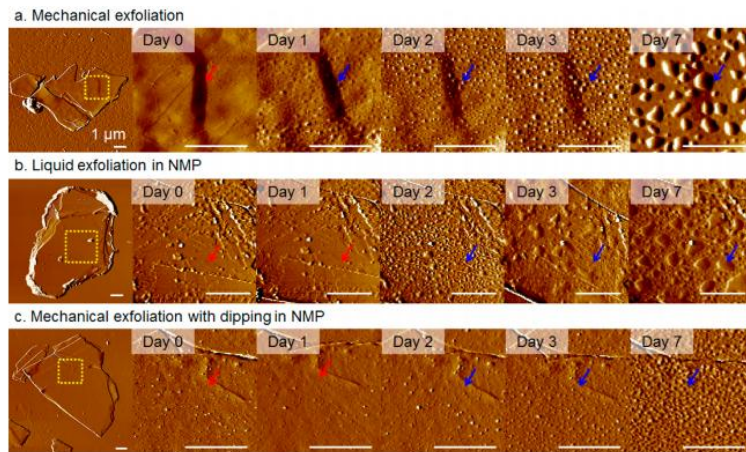 a. Mechanical exfoliation
Day 0 Day 1 Day 2 Day 3 Day 7
1 μm
b. Liquid exfoliation in NMP
Day 0 Day 1 Day 2 Day 3 Day 7
c. Mechanical exfoliation with dipping in NMP
Day 0 Day 1 Day 2 Day 3 Day 7